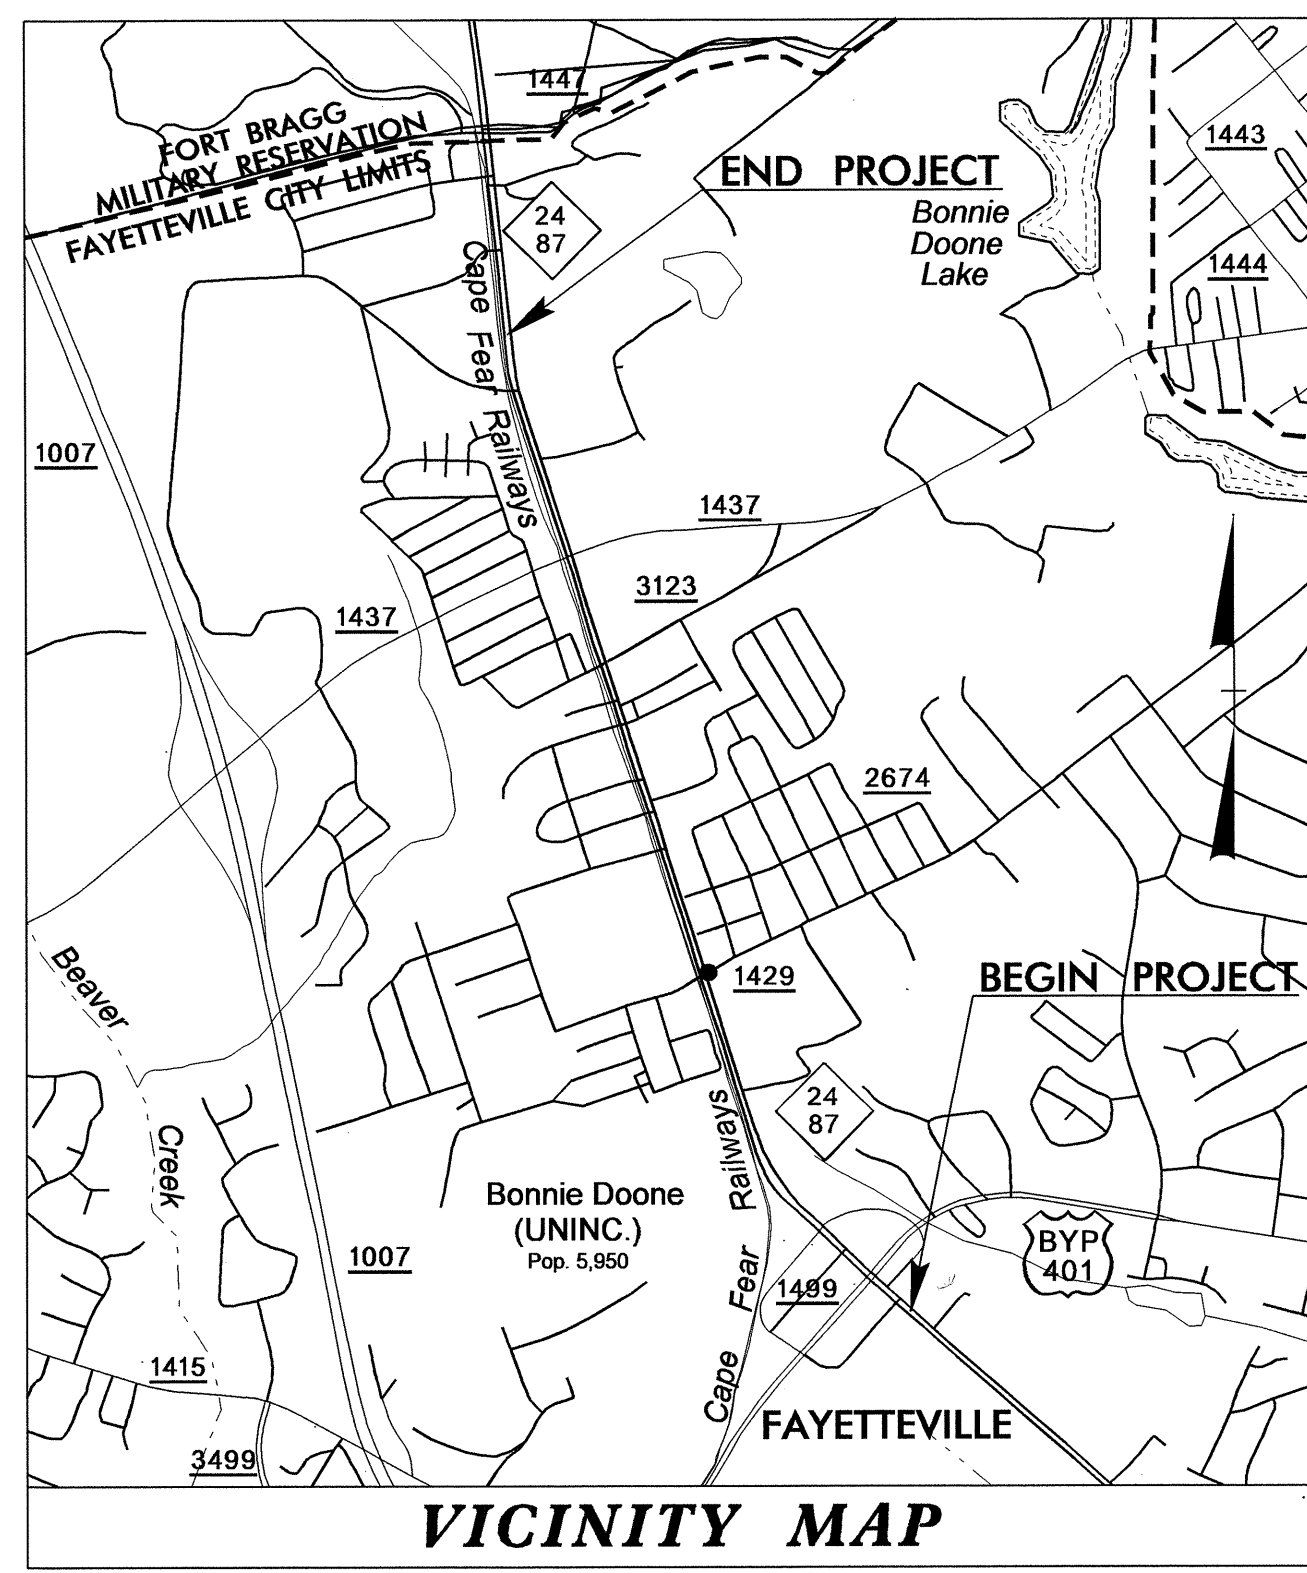 1447
FORT BRAGG
MILITARY RESERVATION
FAYETTEVILLE CITY LIMITS
1443
END PROJECT
24
87
Bonnie
Doone
Lake
1444
Cape Fear Railways
1007
1437
3123
1437
2674
Beaver
1429
BEGIN PROJECT
24
87
Creek
Cape Fear Railways
Bonnie Doone
(UNINC.)
Pop. 5,950
1007
BYP
401
1499
1415
FAYETTEVILLE
3499
VICINITY MAP